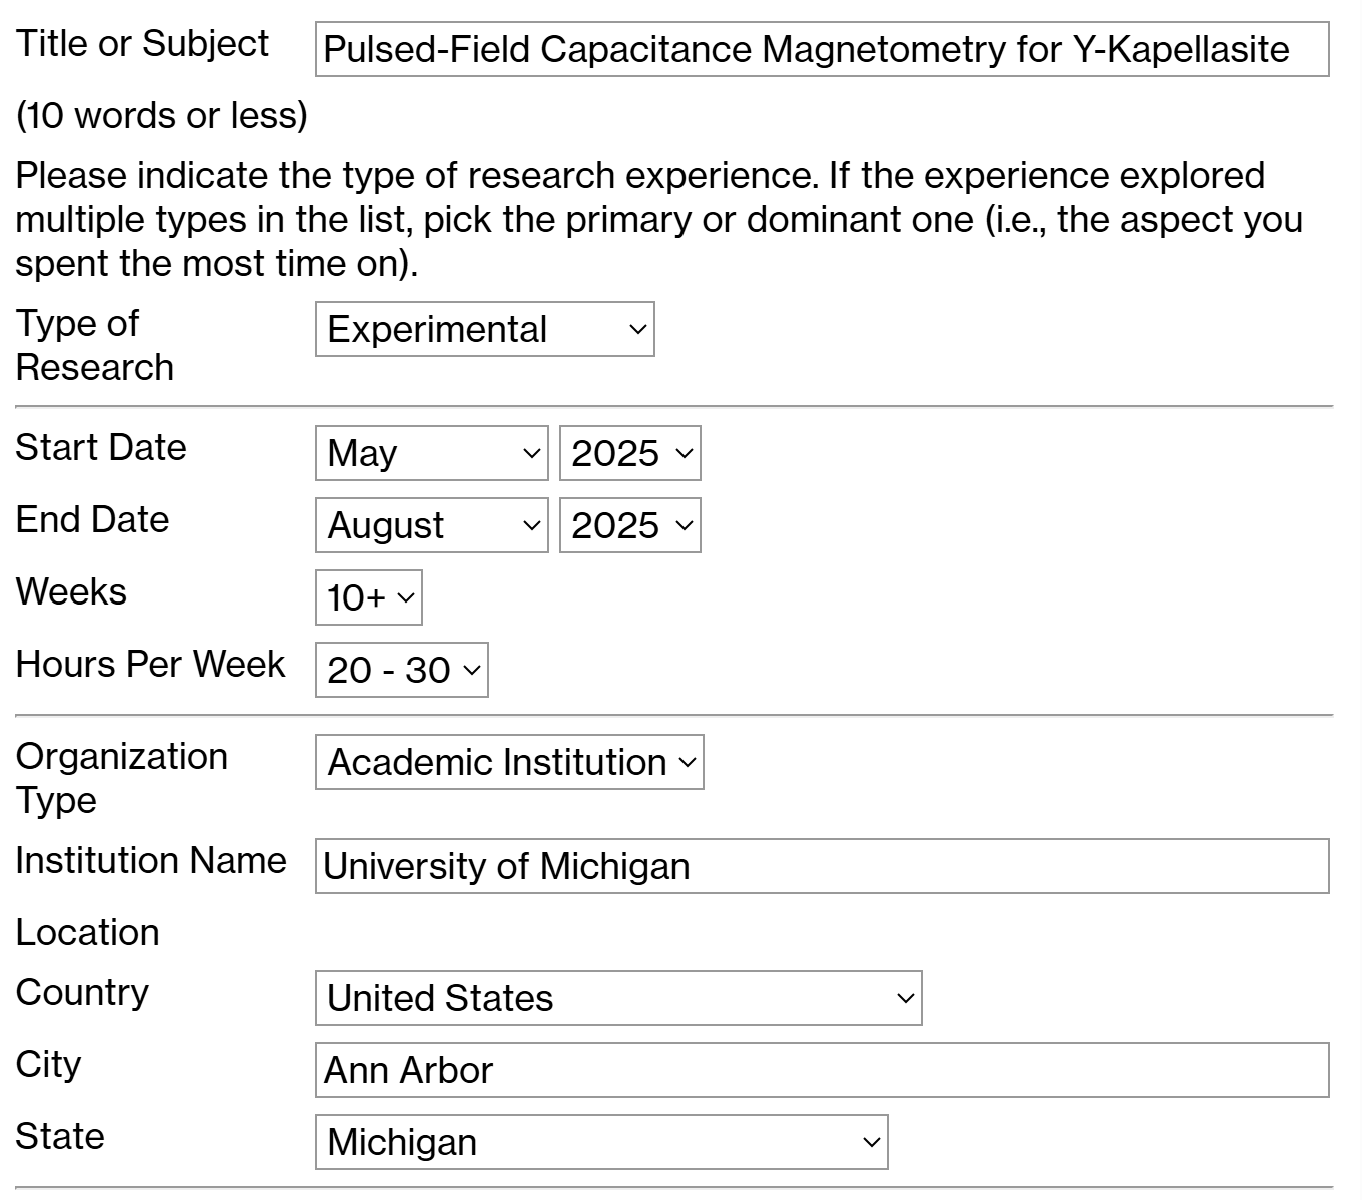 Title or Subject Pulsed-Field Capacitance Magnetometry for Y-Kapellasite
(10 words or less)
Please indicate the type of research experience. If the experience explored
multiple types in the list, pick the primary or dominant one (i.e., the aspect you
spent the most time on).
Type of Research Experimental
Start Date May 2025
End Date August 2025
Weeks 10+
Hours Per Week 20 - 30
Organization Type Academic Institution
Institution Name University of Michigan
Location
Country United States
City Ann Arbor
State Michigan